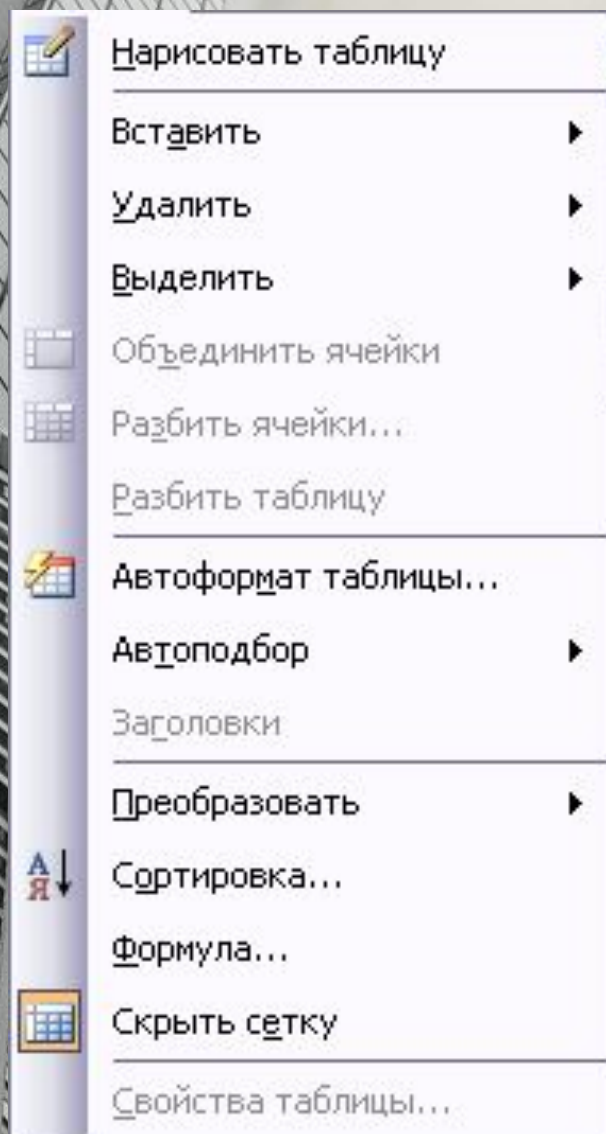 Нарисовать таблицу
Вставить
Удалить
Выделить
Объединить ячейки
Разбить ячейки...
Разбить таблицу
Автоформат таблицы...
Автоподбор
Заголовки
Преобразовать
Сортировка...
Формула...
Скрыть сетку
Свойства таблицы...